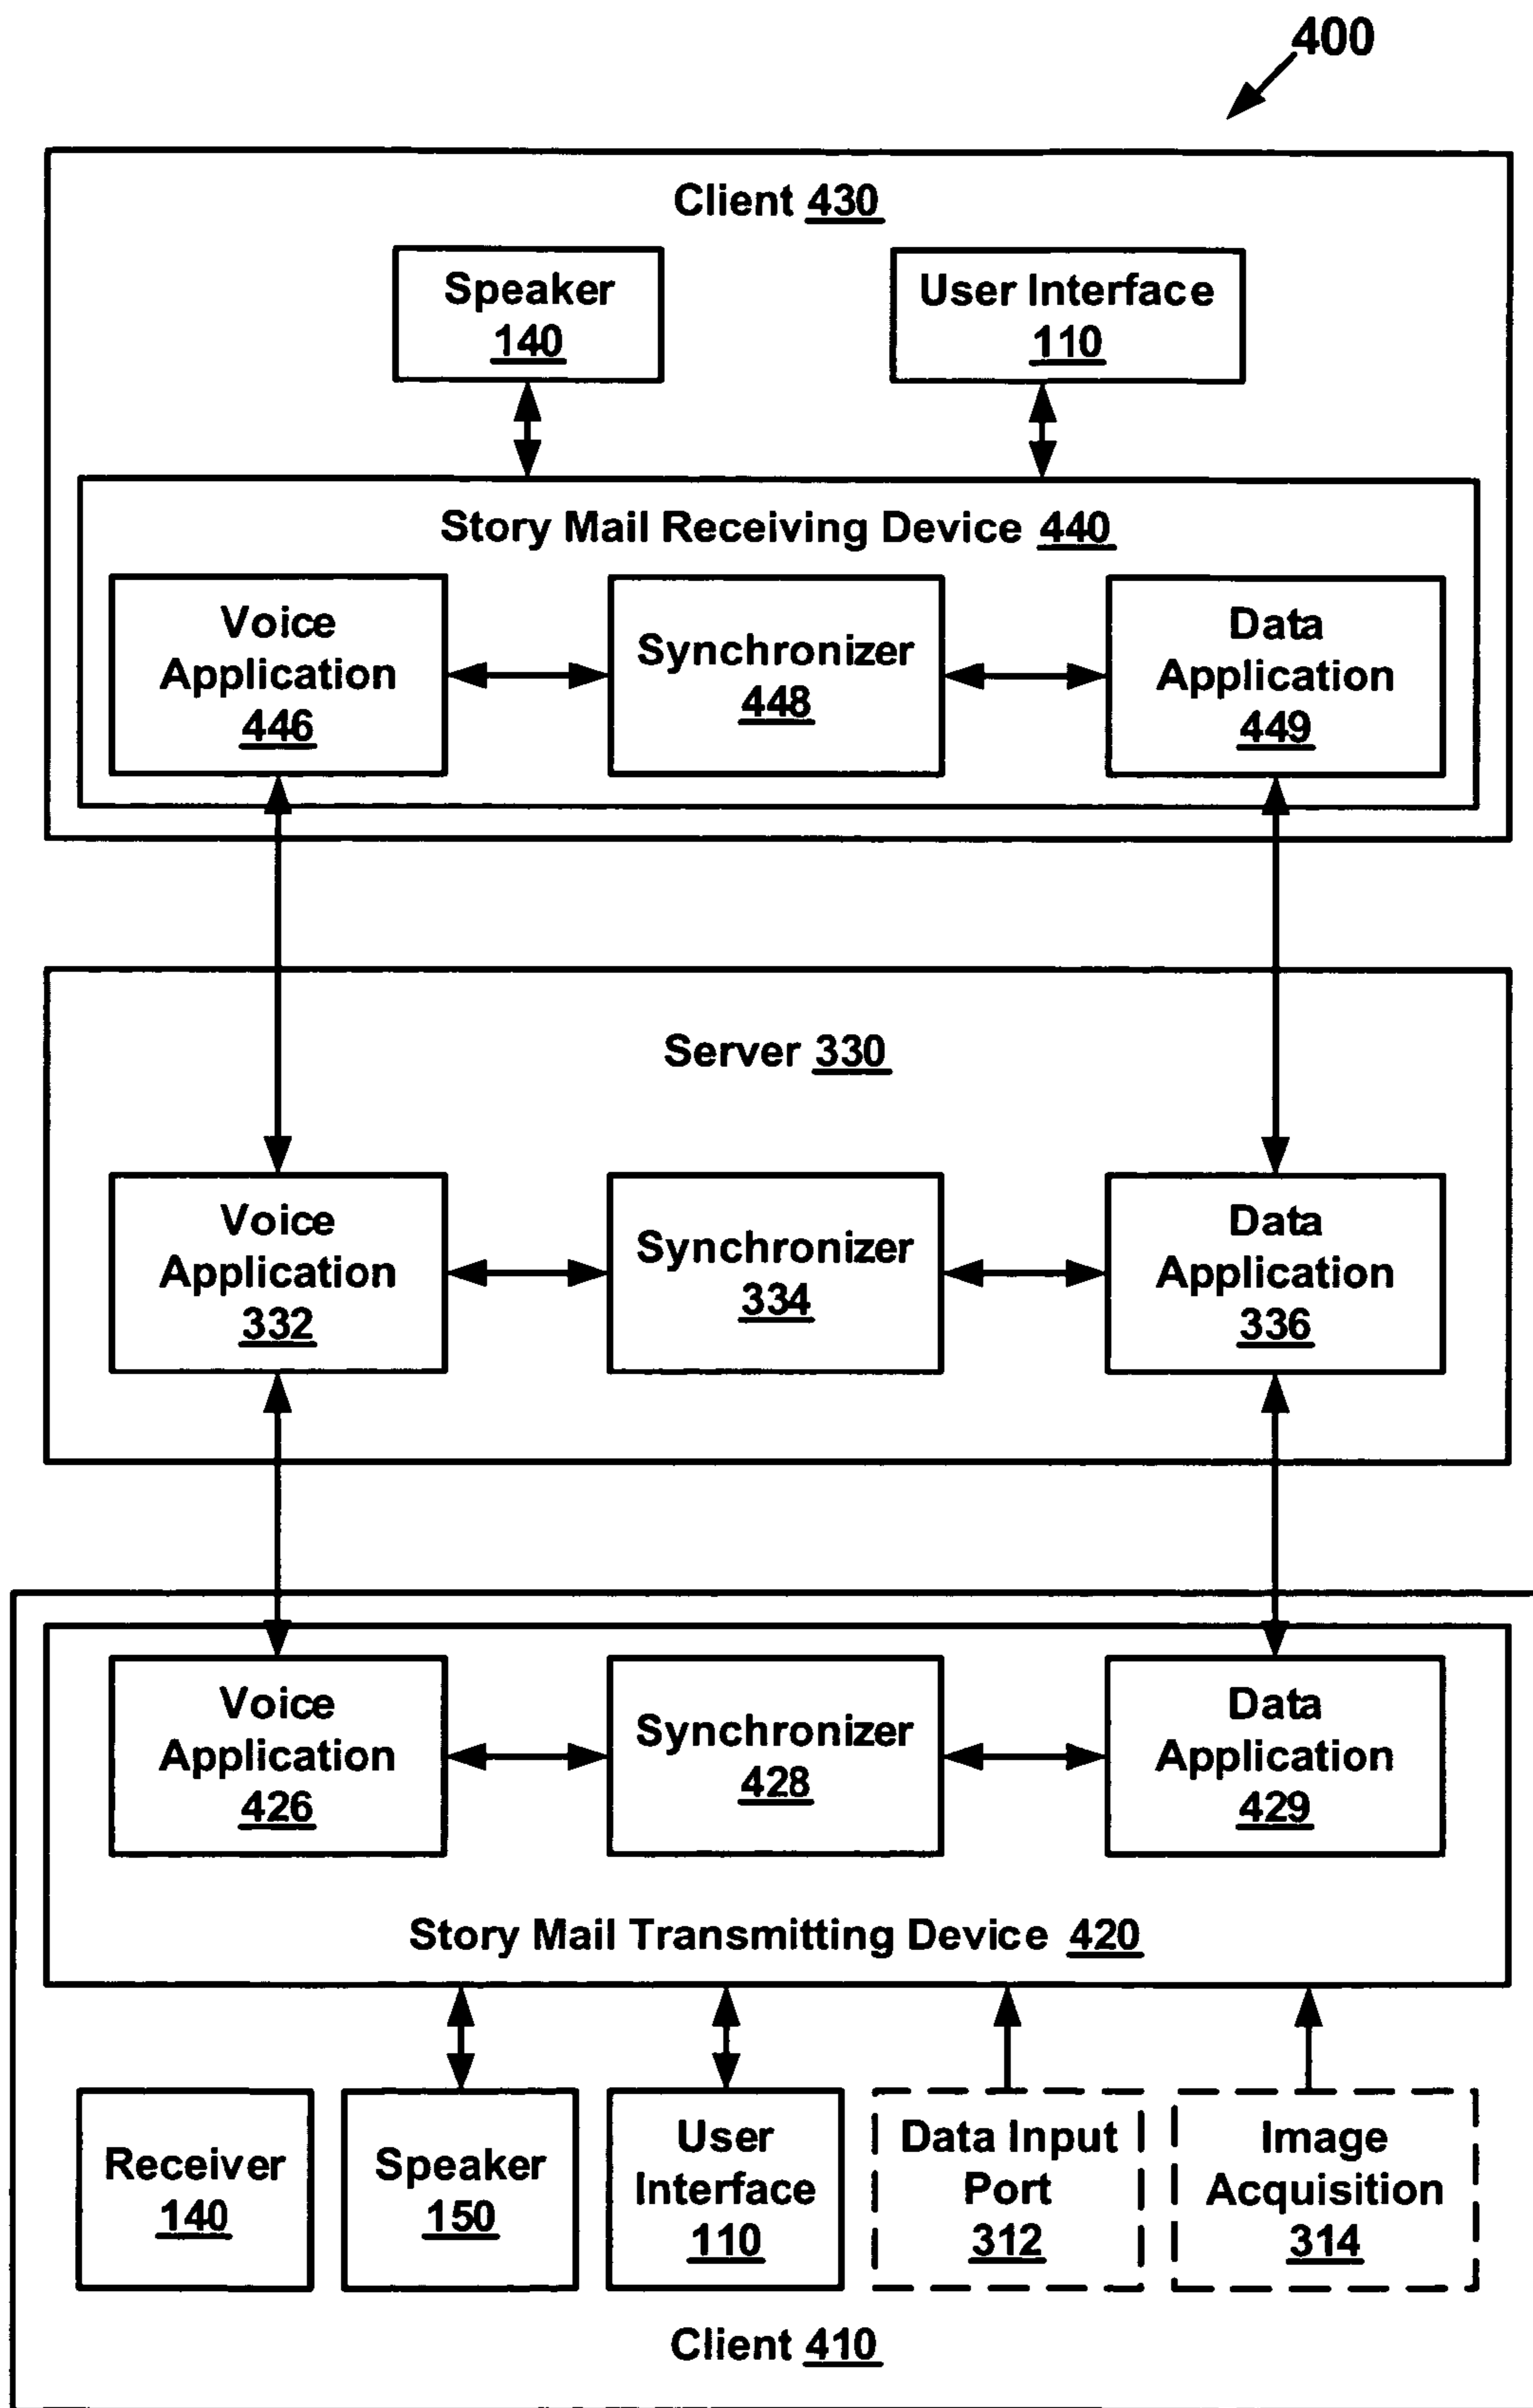 400
Client 430
Speaker
140
User Interface
110
Story Mail Receiving Device 440
Voice
Application
446
Synchronizer
448
Data
Application
449
Server 330
Voice
Application
332
Synchronizer
334
Data
Application
336
Voice
Application
426
Synchronizer
428
Data
Application
429
Story Mail Transmitting Device 420
Receiver
140
Speaker
150
User
Interface
110
Data Input
Port
312
Image
Acquisition
314
Client 410